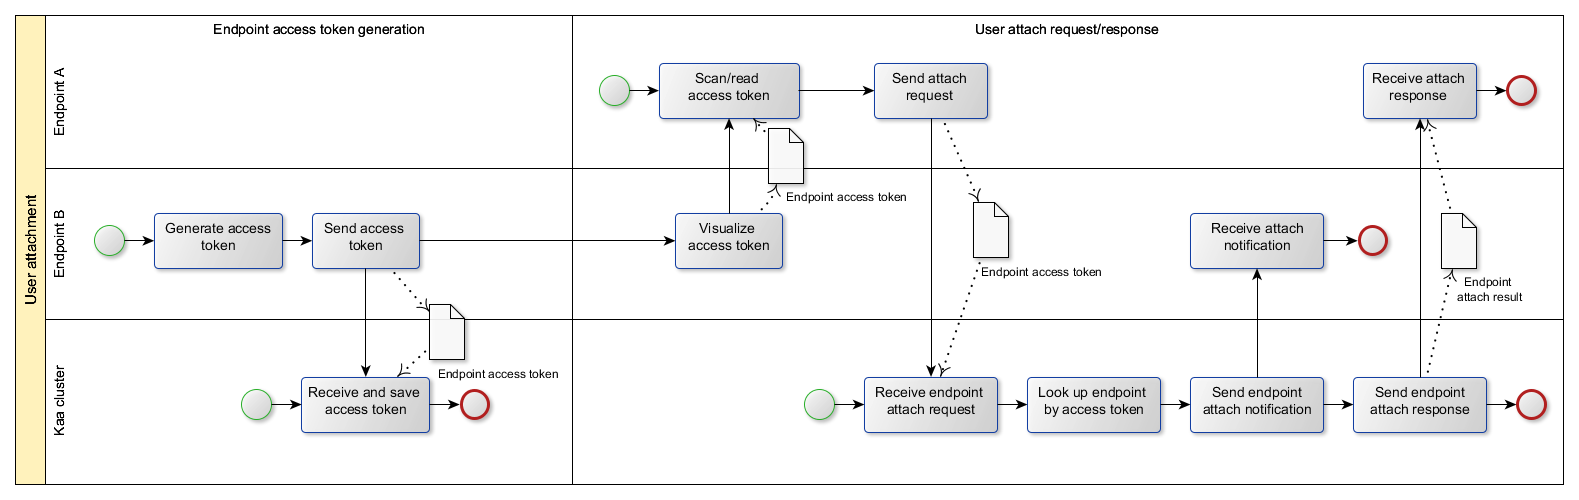 User attachment
Endpoint access token generation
User attach request/response
Endpoint A
Scan/read
access token
Send attach
request
Receive attach
response
Endpoint access token
Endpoint B
Generate access
token
Send access
token
Visualize
access token
Endpoint access token
Receive attach
notification
Endpoint
attach result
Kaa cluster
Endpoint access token
Receive and save
access token
Receive endpoint
attach request
Look up endpoint
by access token
Send endpoint
attach notification
Send endpoint
attach response